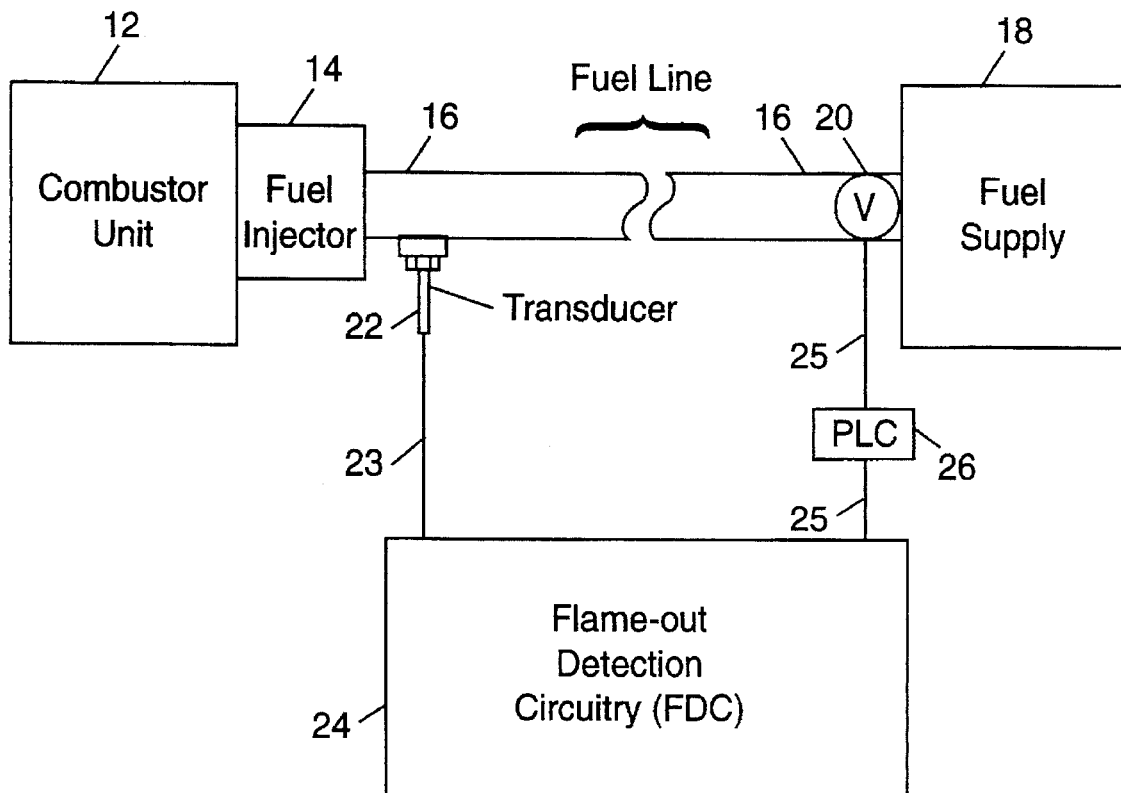 12
18
14
Fuel Line
16
16
20
Combustor
Unit
Fuel
Injector
V
Fuel
Supply
22
Transducer
25
PLC
23
26
25
Flame-out
Detection
Circuitry (FDC)
24